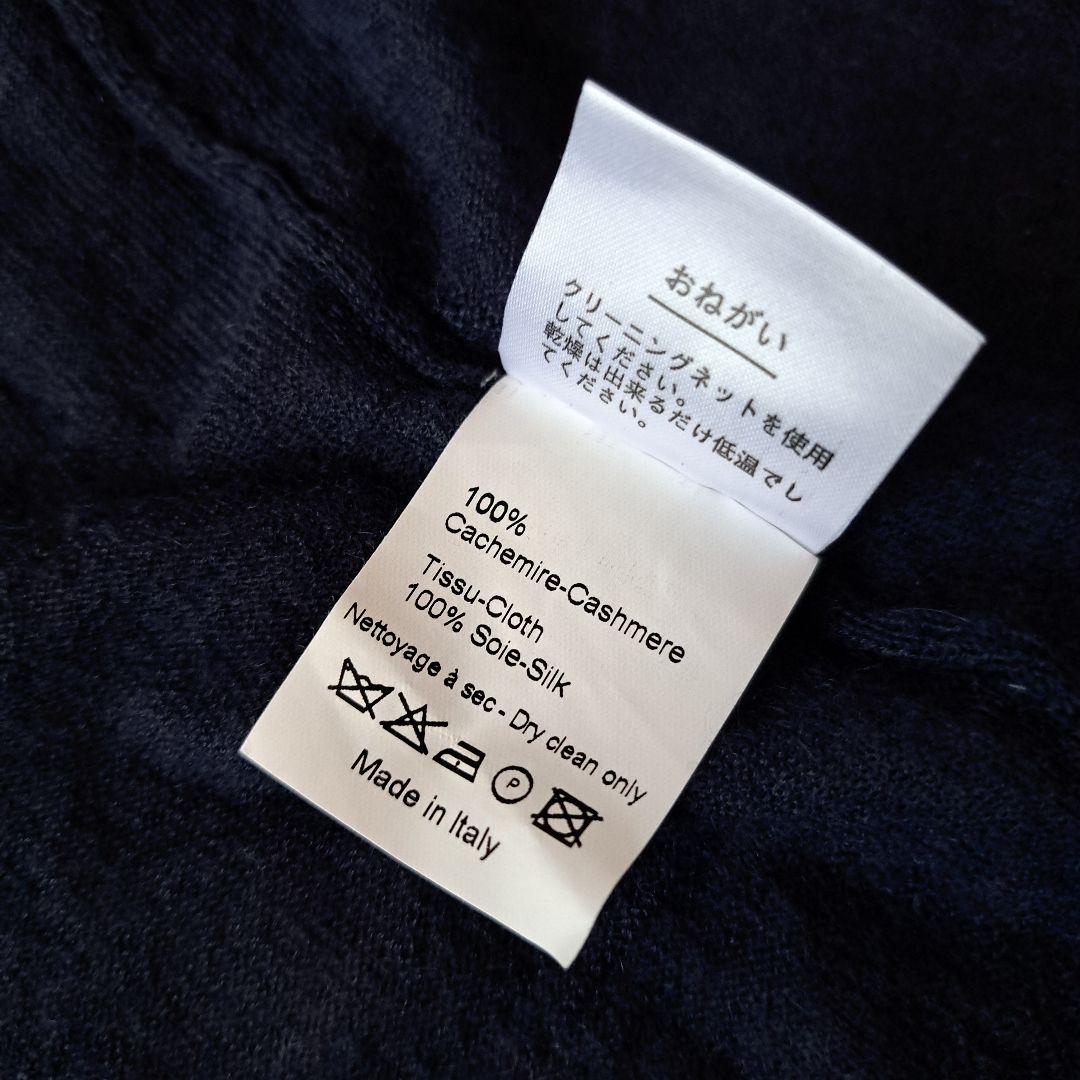 おねがい
クリーニングネットを使用
してください。
乾燥は出来るだけ低温でし
てください。
100%
Cachemire-Cashmere
Tissu-Cloth
100% Soie-Silk
Nettoyage à sec - Dry clean only
P
Made in Italy